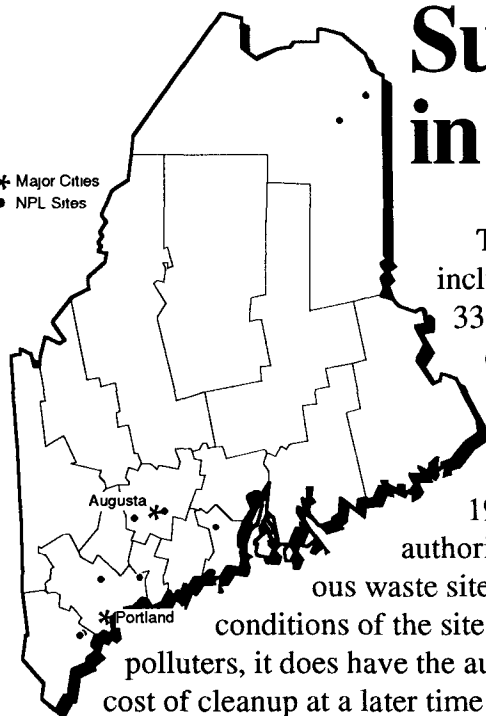 Su
in
* Major Cities
• NPL Sites
T
incl
33
19
Augusta
authori
ous waste site
conditions of the site
Portland
polluters, it does have the au
cost of cleanup at a later time